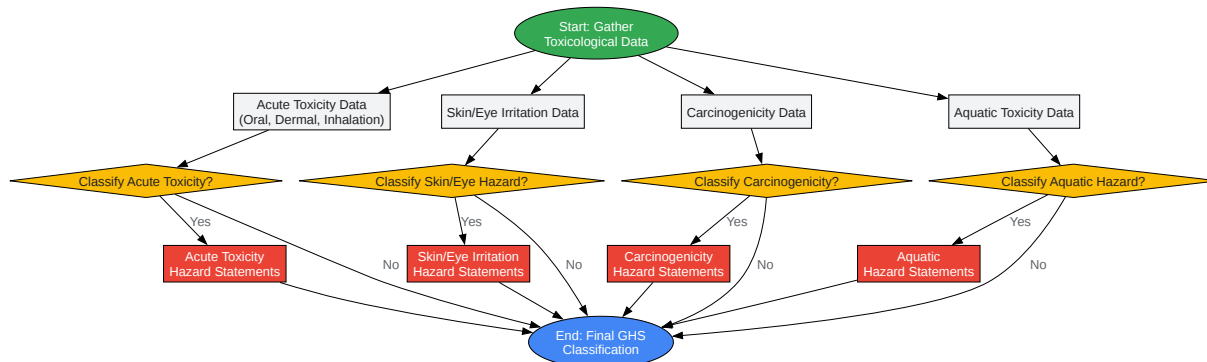 Start: Gather
Toxicological Data
Acute Toxicity Data
(Oral, Dermal, Inhalation)
Skin/Eye Irritation Data
Carcinogenicity Data
Aquatic Toxicity Data
Classify Acute Toxicity?
Classify Skin/Eye Hazard?
Classify Carcinogenicity?
Classify Aquatic Hazard?
Yes
Yes
Yes
Yes
Acute Toxicity
Hazard Statements
No
Skin/Eye Irritation
Hazard Statements
No
Carcinogenicity
Hazard Statements
No
Aquatic
Hazard Statements
No
End: Final GHS
Classification